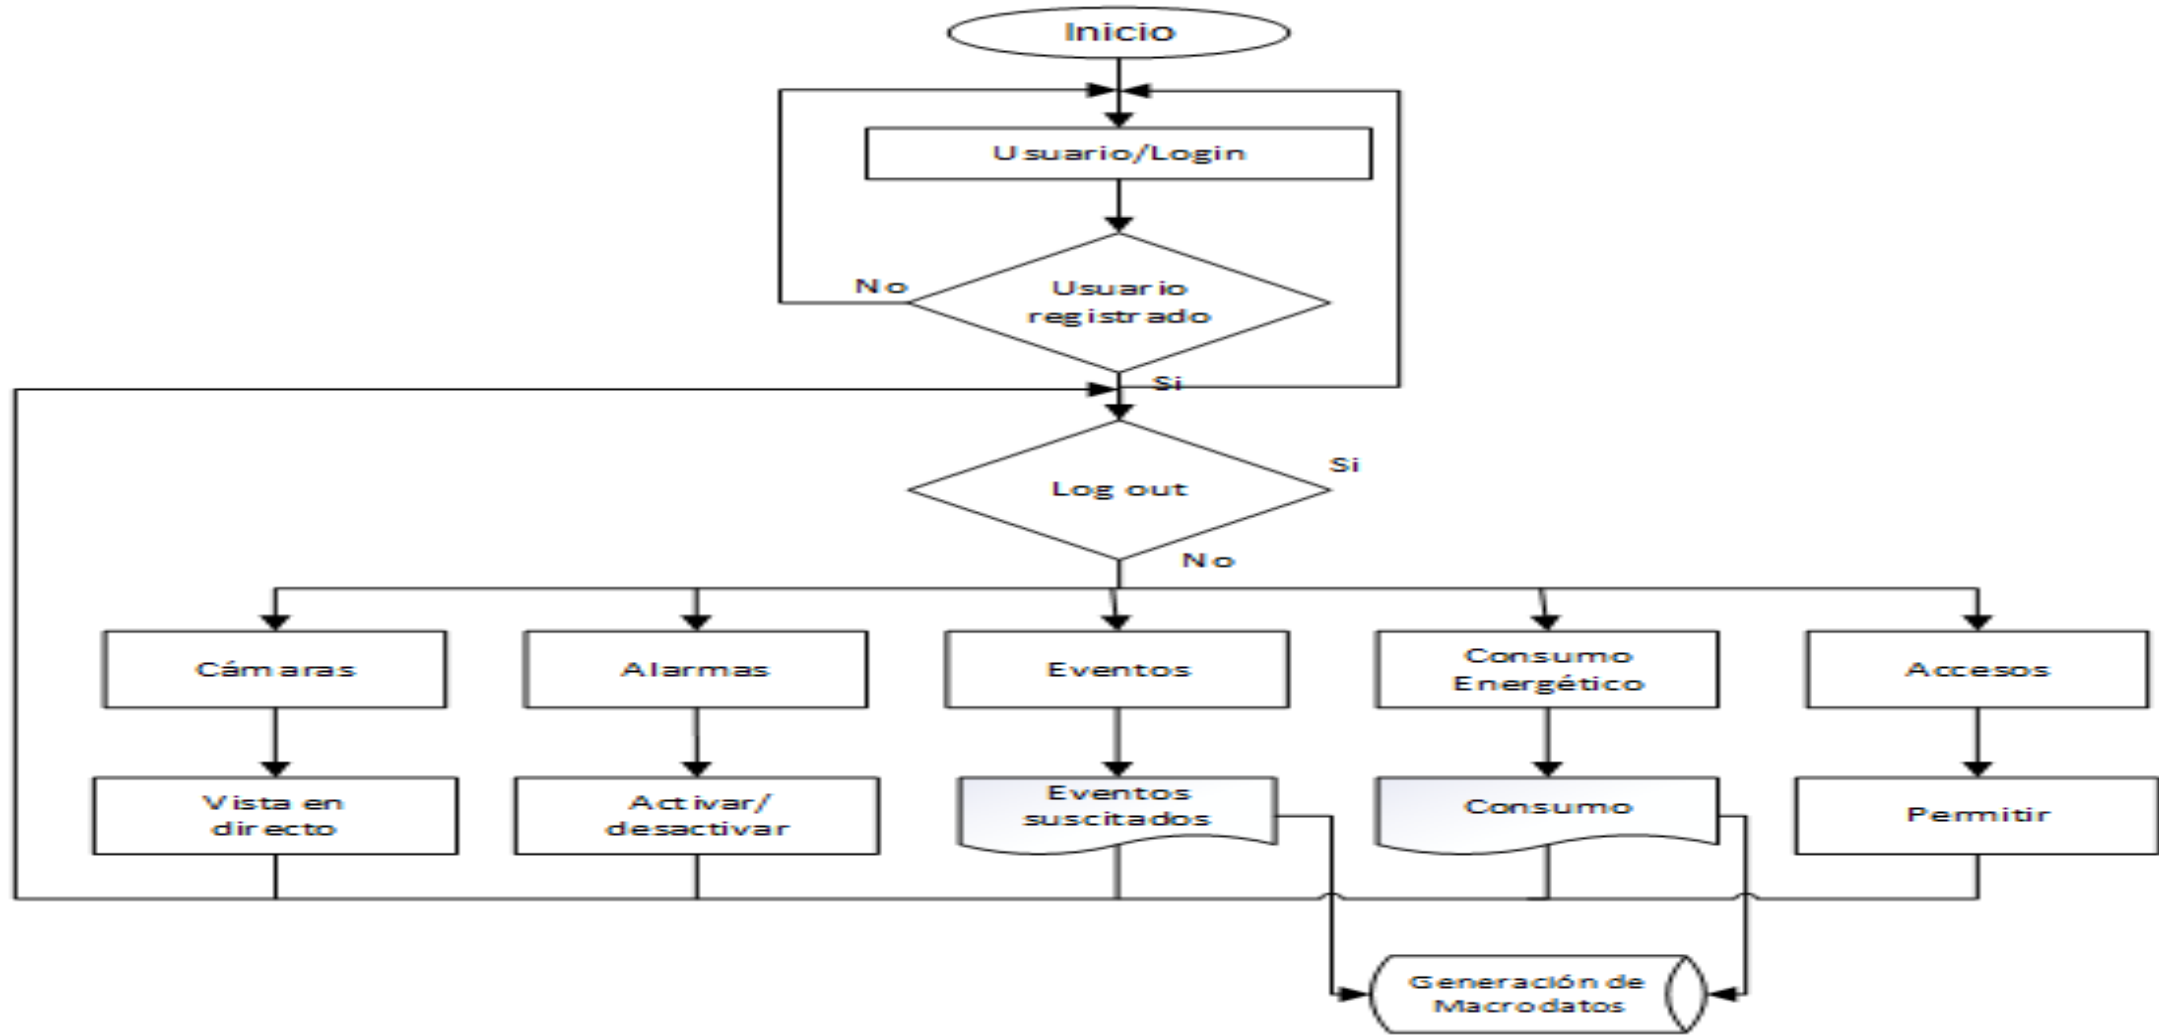 Inicio
Usuario/Login
No
Usuario
registrado
Si
Si
Log out
No
Cámaras
Alarmas
Eventos
Consumo
Energético
Accesos
Vista en
directo
Activar/
desactivar
Eventos
suscitados
Consumo
Permitir
Generación de
Macrodatos